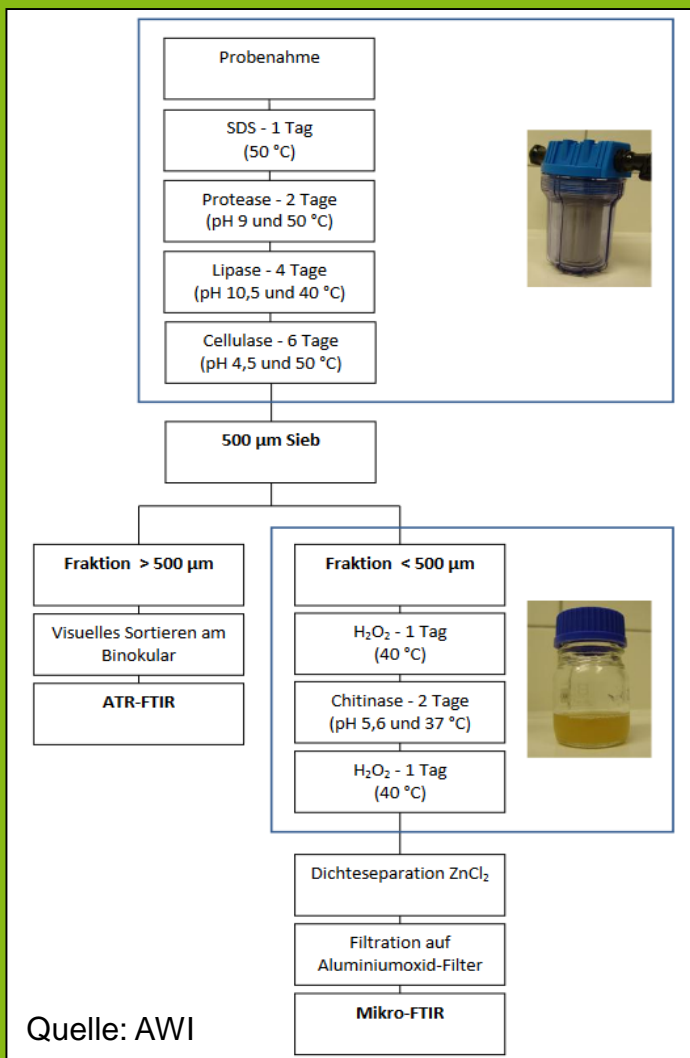 Probenahme
SDS - 1 Tag
(50 °C)
Protease - 2 Tage
(pH 9 und 50 °C)
Lipase - 4 Tage
(pH 10,5 und 40 °C)
Cellulase - 6 Tage
(pH 4,5 und 50 °C)
500 µm Sieb
Fraktion > 500 µm
Visuelles Sortieren am
Binokular
ATR-FTIR
Fraktion < 500 µm
H₂O₂ - 1 Tag
(40 °C)
Chitinase - 2 Tage
(pH 5,6 und 37 °C)
H₂O₂ - 1 Tag
(40 °C)
Dichteseparation ZnCl₂
Filtration auf
Aluminiumoxid-Filter
Mikro-FTIR
Quelle: AWI